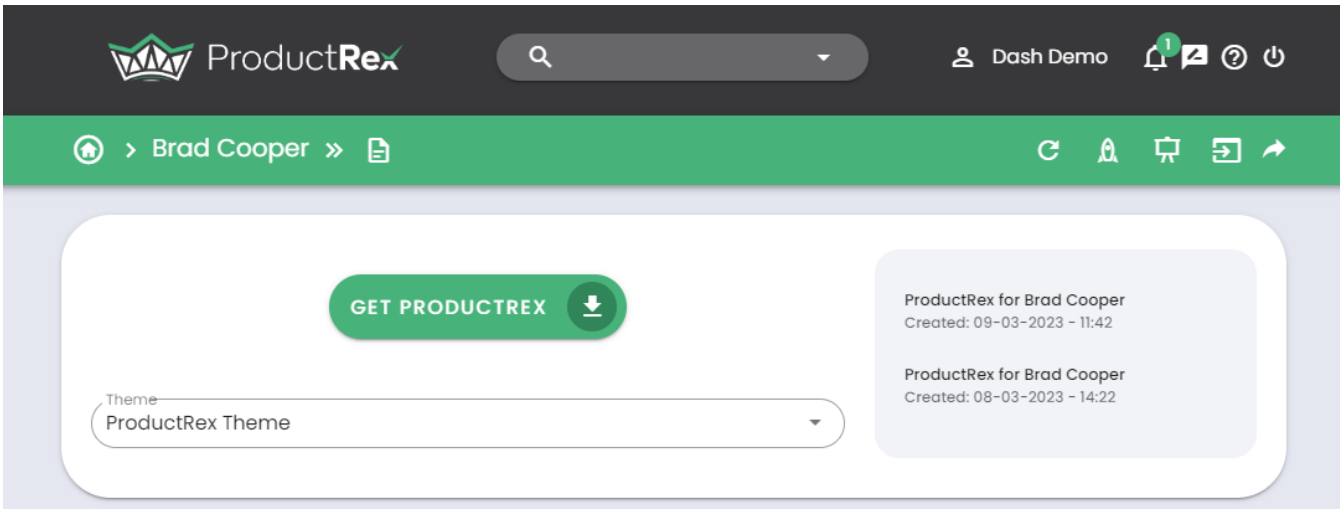 ProductRex
Dash Demo
1
Brad Cooper
GET PRODUCTREX
Theme
ProductRex Theme
ProductRex for Brad Cooper
Created: 09-03-2023 - 11:42
ProductRex for Brad Cooper
Created: 08-03-2023 - 14:22